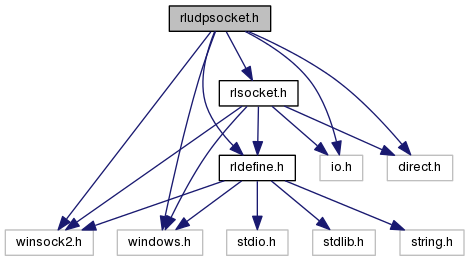 rludpsocket.h
rlsocket.h
rldefine.h
io.h
direct.h
winsock2.h
windows.h
stdio.h
stdlib.h
string.h